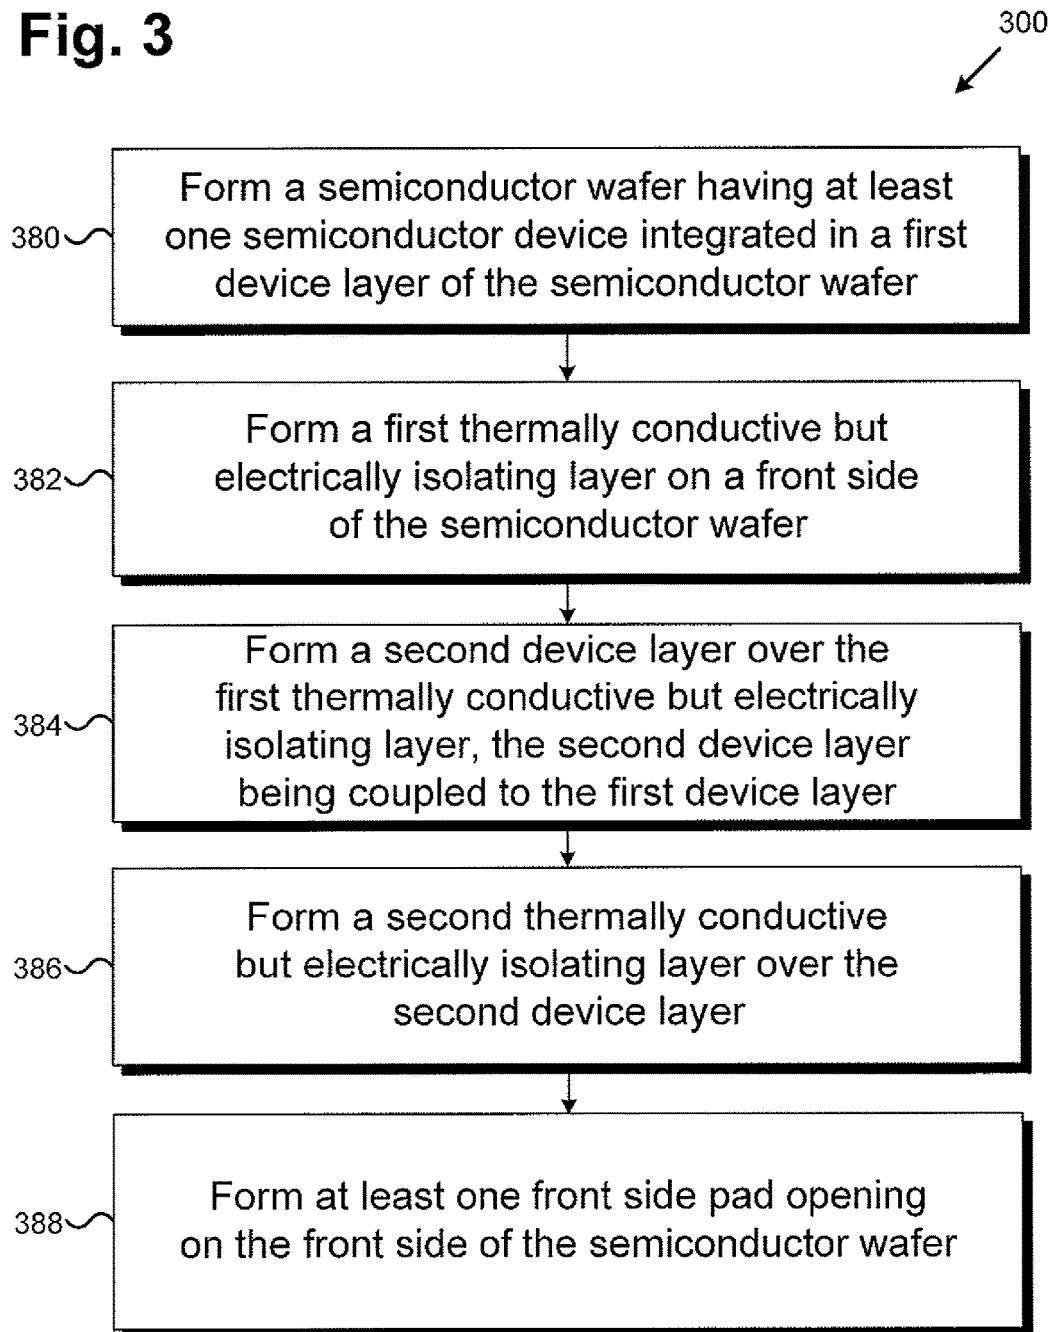 Fig. 3
300
380
Form a semiconductor wafer having at least
one semiconductor device integrated in a first
device layer of the semiconductor wafer
382
Form a first thermally conductive but
electrically isolating layer on a front side
of the semiconductor wafer
384
Form a second device layer over the
first thermally conductive but electrically
isolating layer, the second device layer
being coupled to the first device layer
386
Form a second thermally conductive
but electrically isolating layer over the
second device layer
388
Form at least one front side pad opening
on the front side of the semiconductor wafer